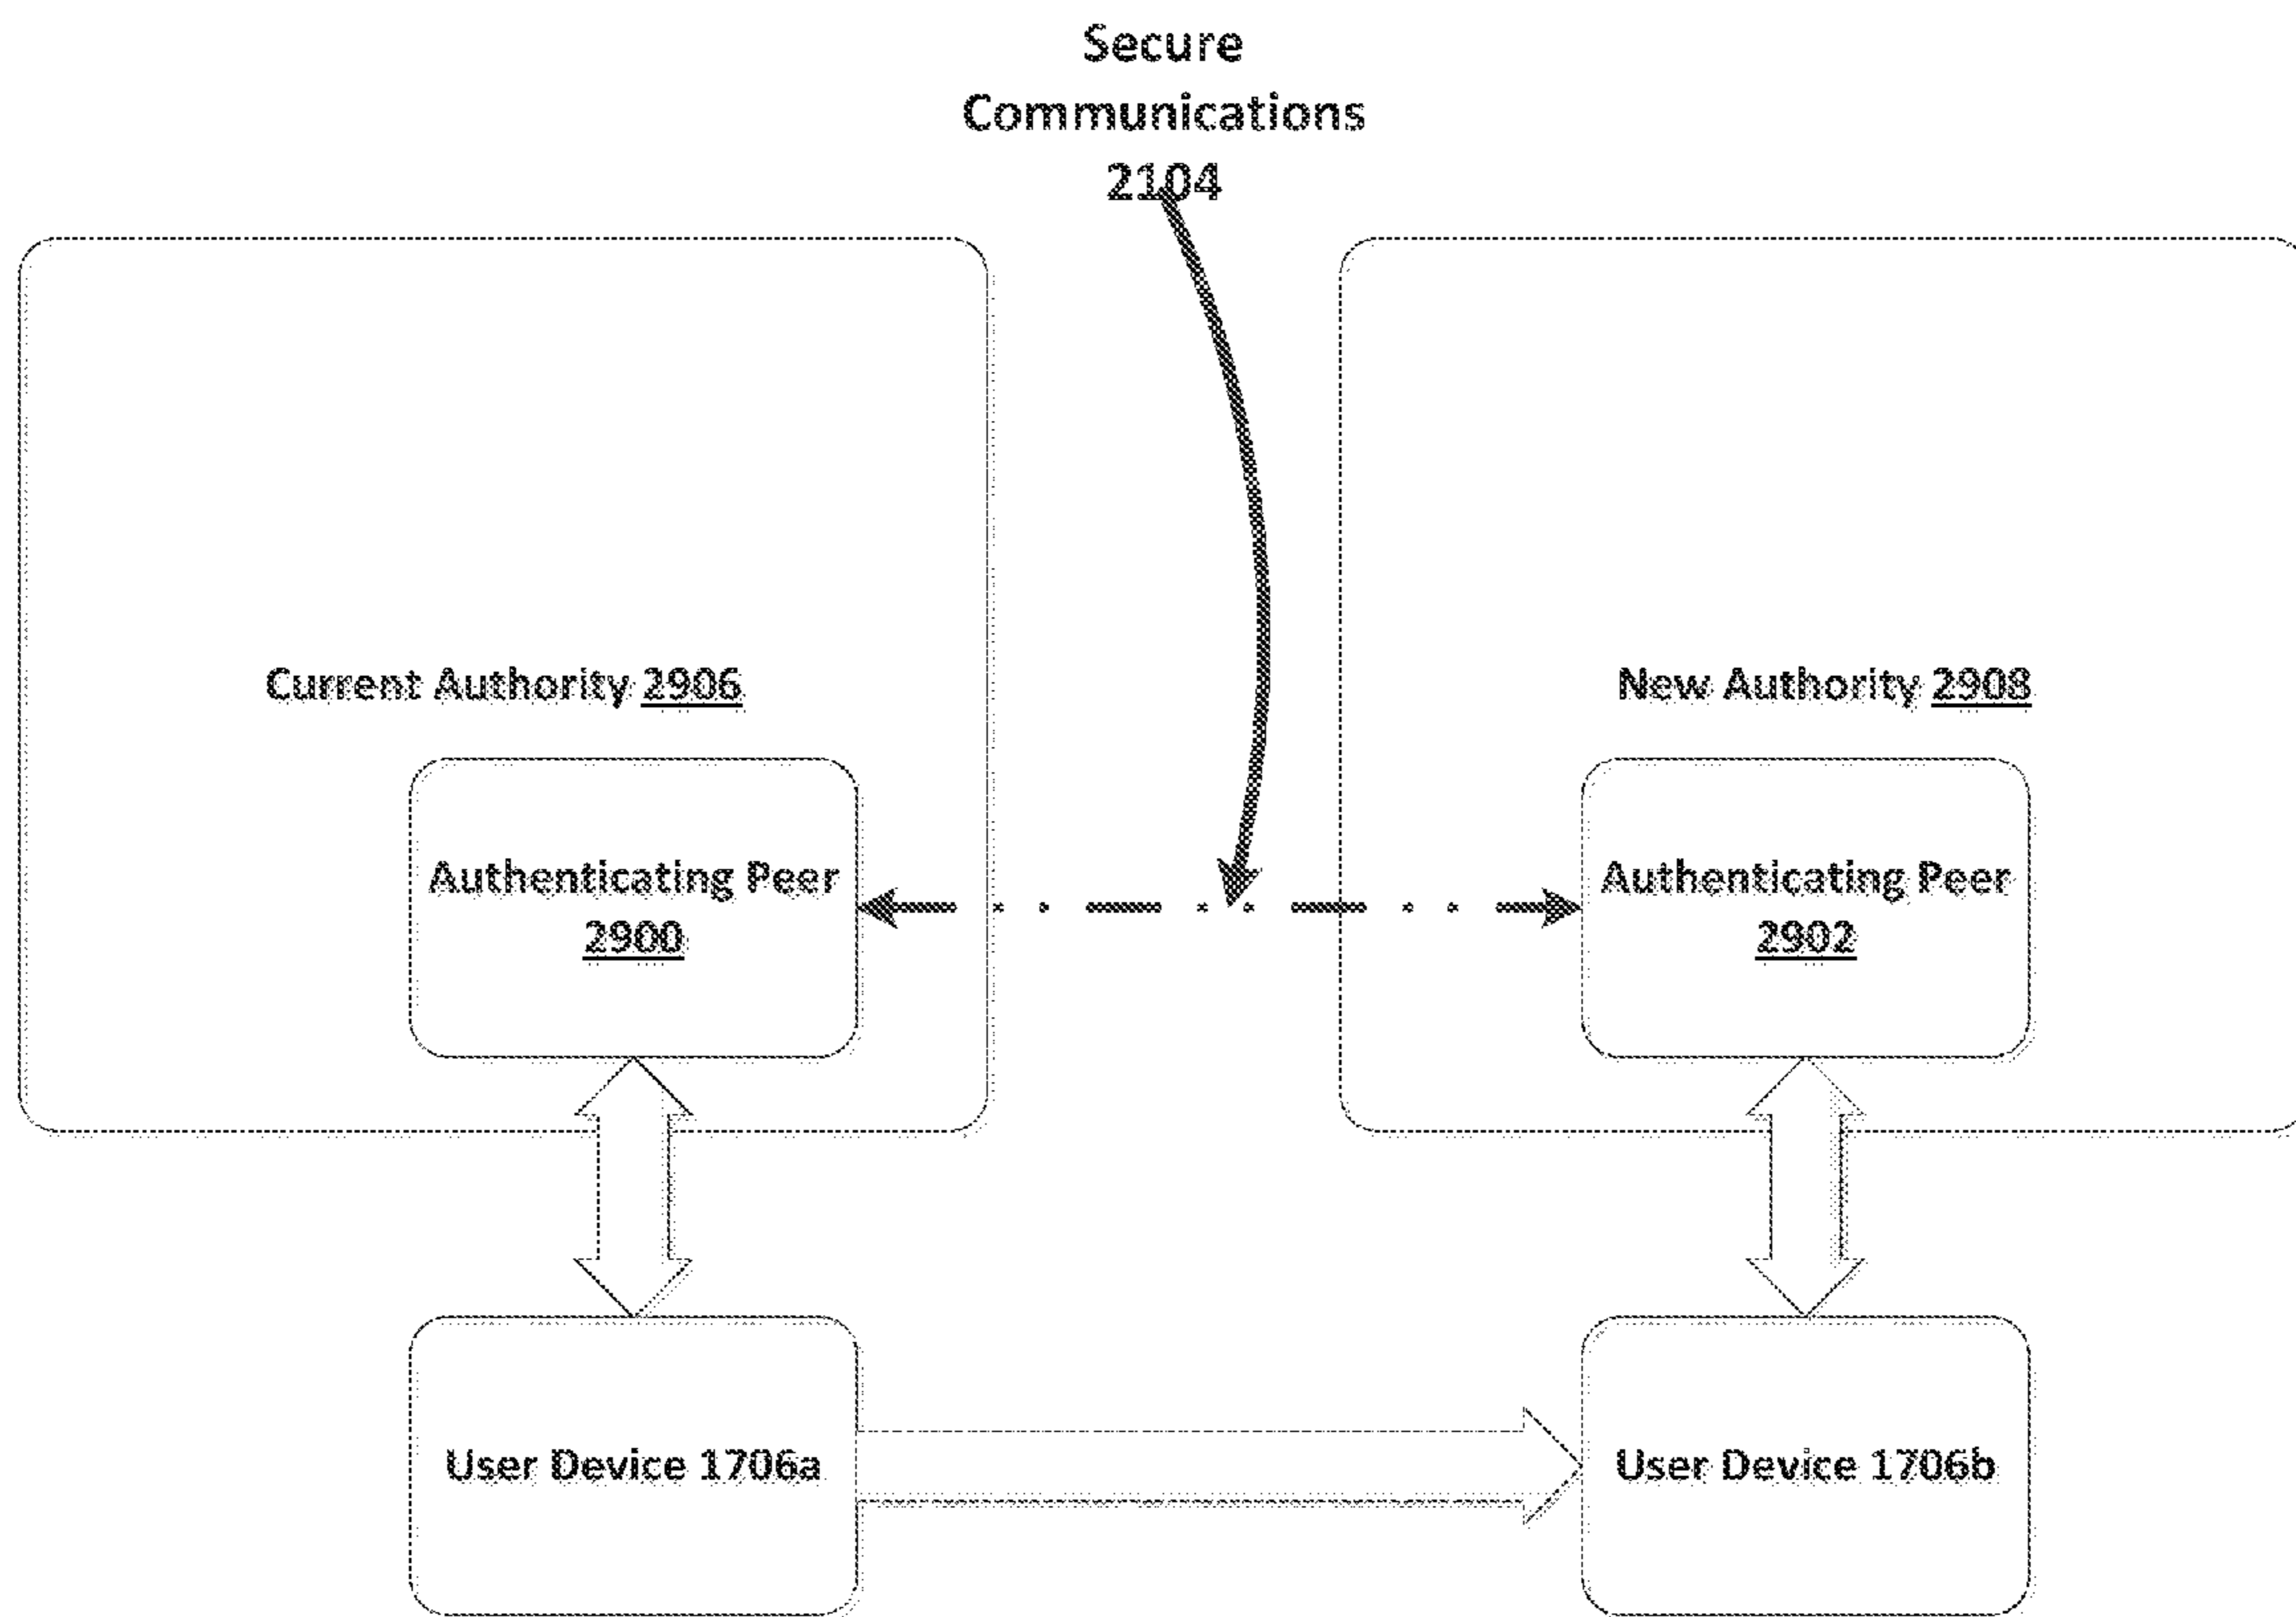 Secure
Communications
2104
Current Authority 2906
New Authority 2908
Authenticating Peer
2900
Authenticating Peer
2902
User Device 1706a
User Device 1706b